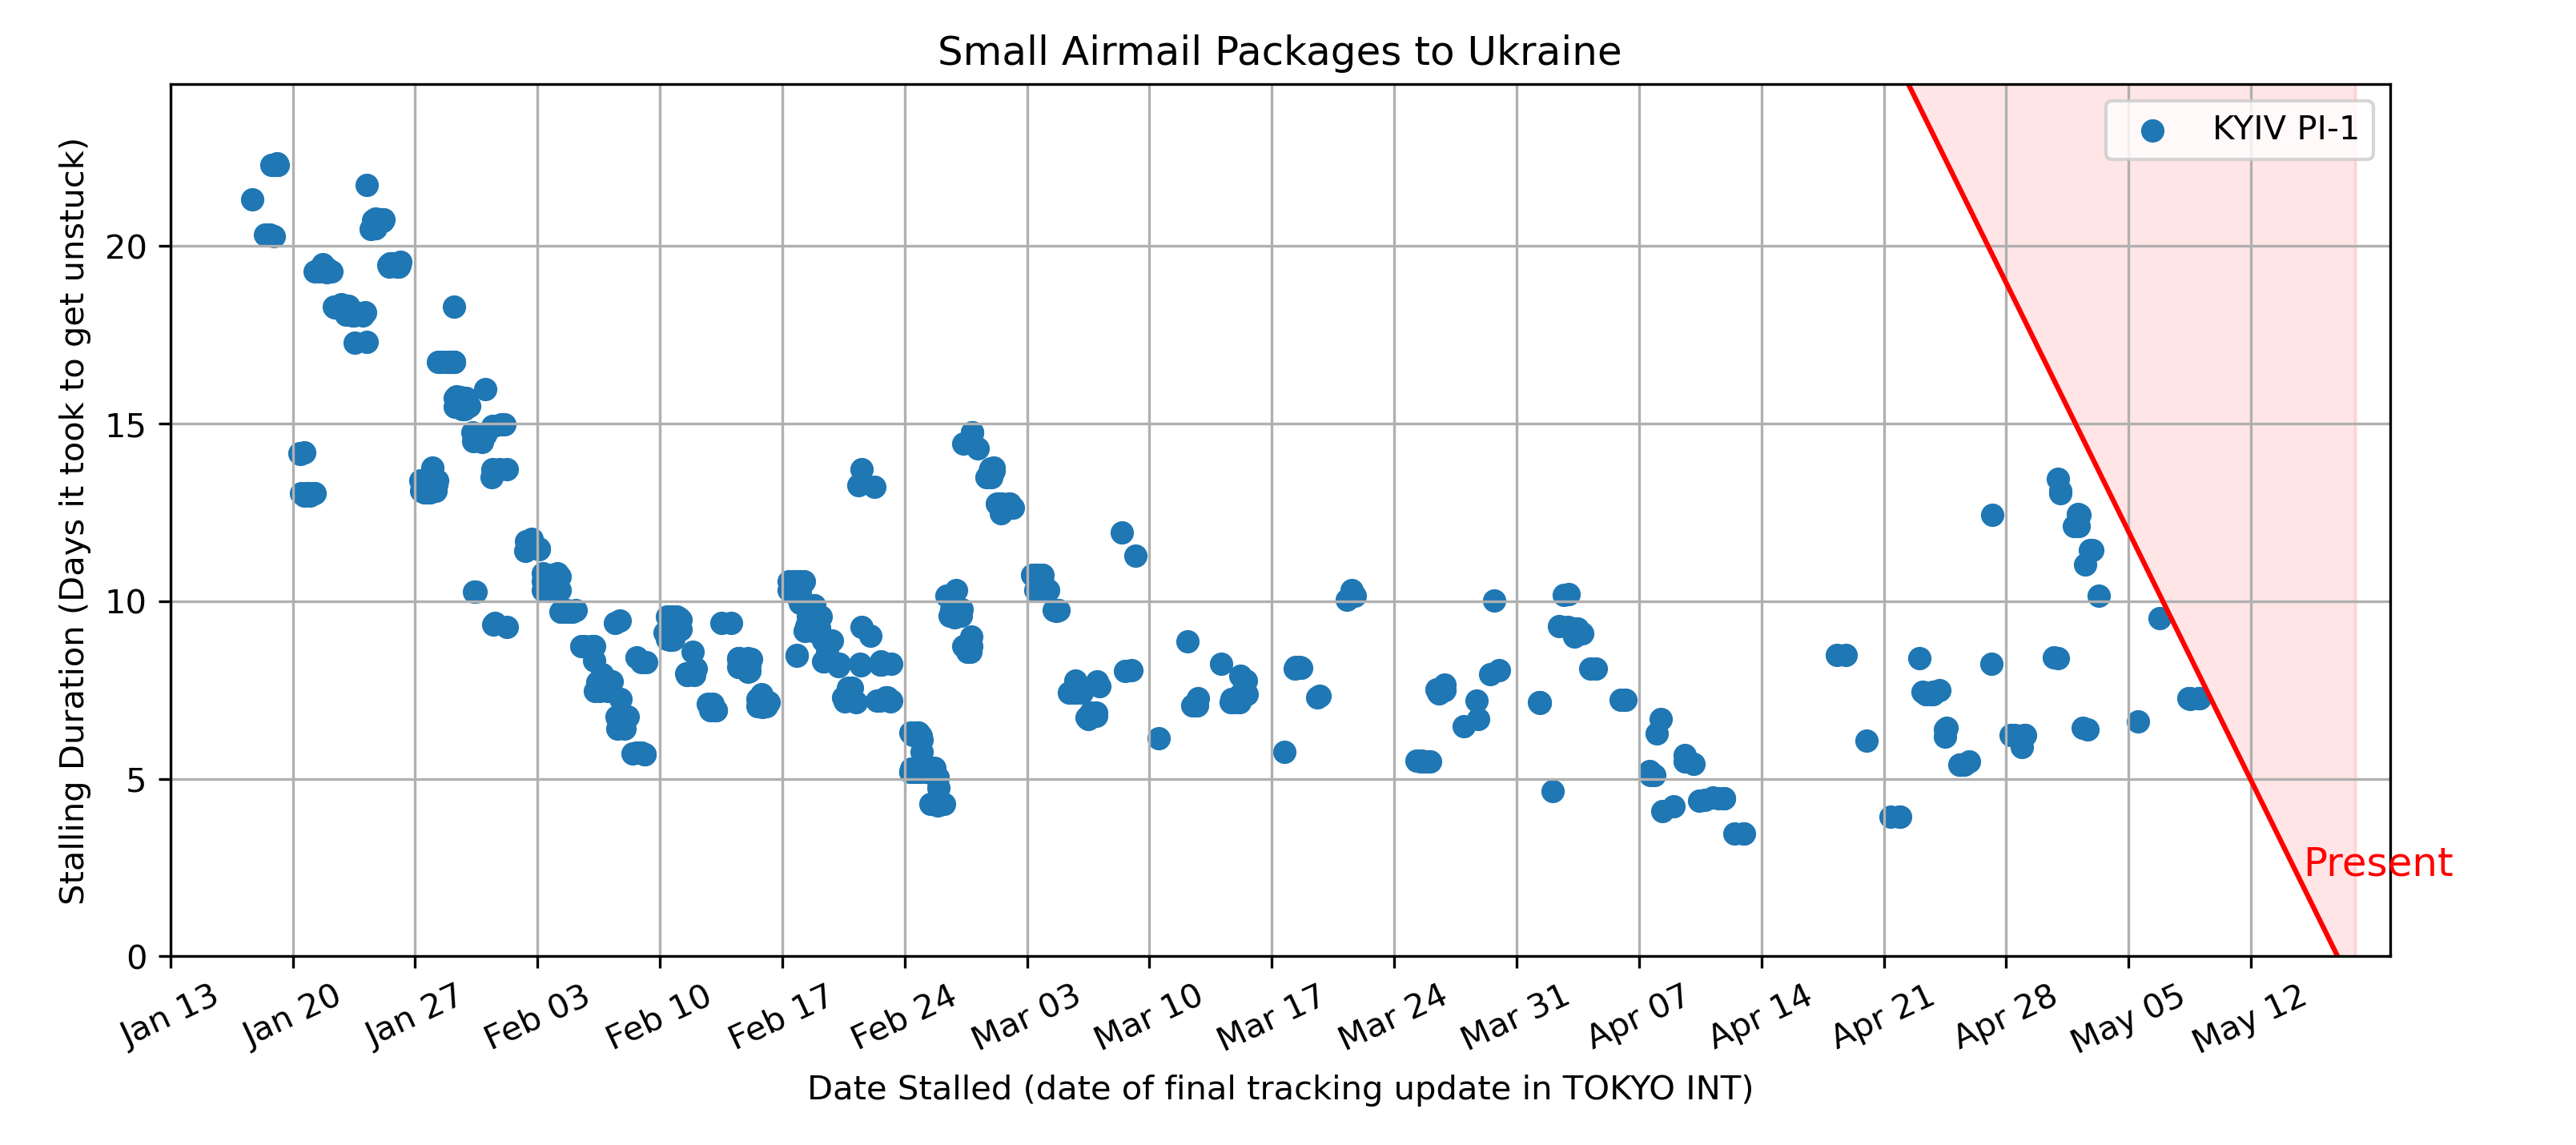 Small Airmail Packages to Ukraine
KYIV PI-1
Stalling Duration (Days it took to get unstuck)
20
15
10
5
0
Present
Jan 13
Jan 20
Jan 27
Feb 03
Feb 10
Feb 17
Feb 24
Mar 03
Mar 10
Mar 17
Mar 24
Mar 31
Apr 07
Apr 14
Apr 21
Apr 28
May 05
May 12
Date Stalled (date of final tracking update in TOKYO INT)